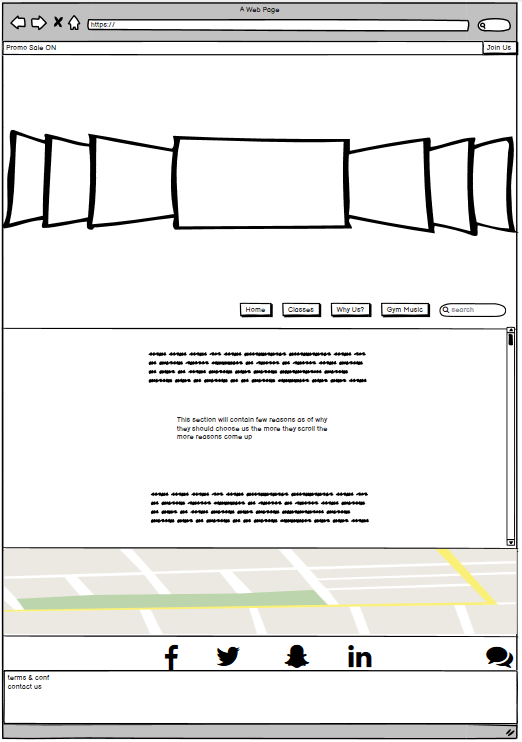 A Web Page
https://
Promo Sale ON
Join Us
Home
Classes
Why Us?
Gym Music
search
This section will contain few reasons as of why
they should choose us the more they scroll the
more reasons come up
terms & conf
contact us